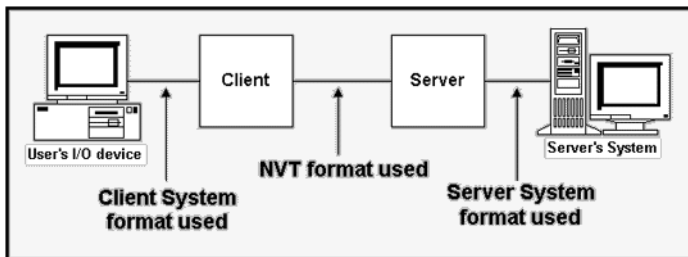 Client
Server
User's I/O device
Server's System
NVT format used
Client System
format used
Server System
format used